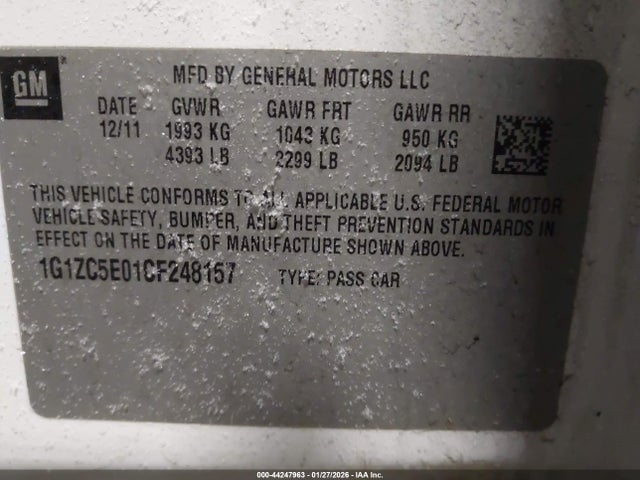 GM
MFD BY GENERAL MOTORS LLC
DATE GVWR GAWR FRT GAWR RR
12/11 1993 KG 1043 KG 950 KG
4393 LB 2299 LB 2094 LB
THIS VEHICLE CONFORMS TO ALL APPLICABLE U.S. FEDERAL MOTOR
VEHICLE SAFETY, BUMPER, AND THEFT PREVENTION STANDARDS IN
EFFECT ON THE DATE OF MANUFACTURE SHOWN ABOVE.
1G1ZC5E01CF248157 TYPE: PASS CAR
000-44247963 | 01/27/2026 | IAA Inc.